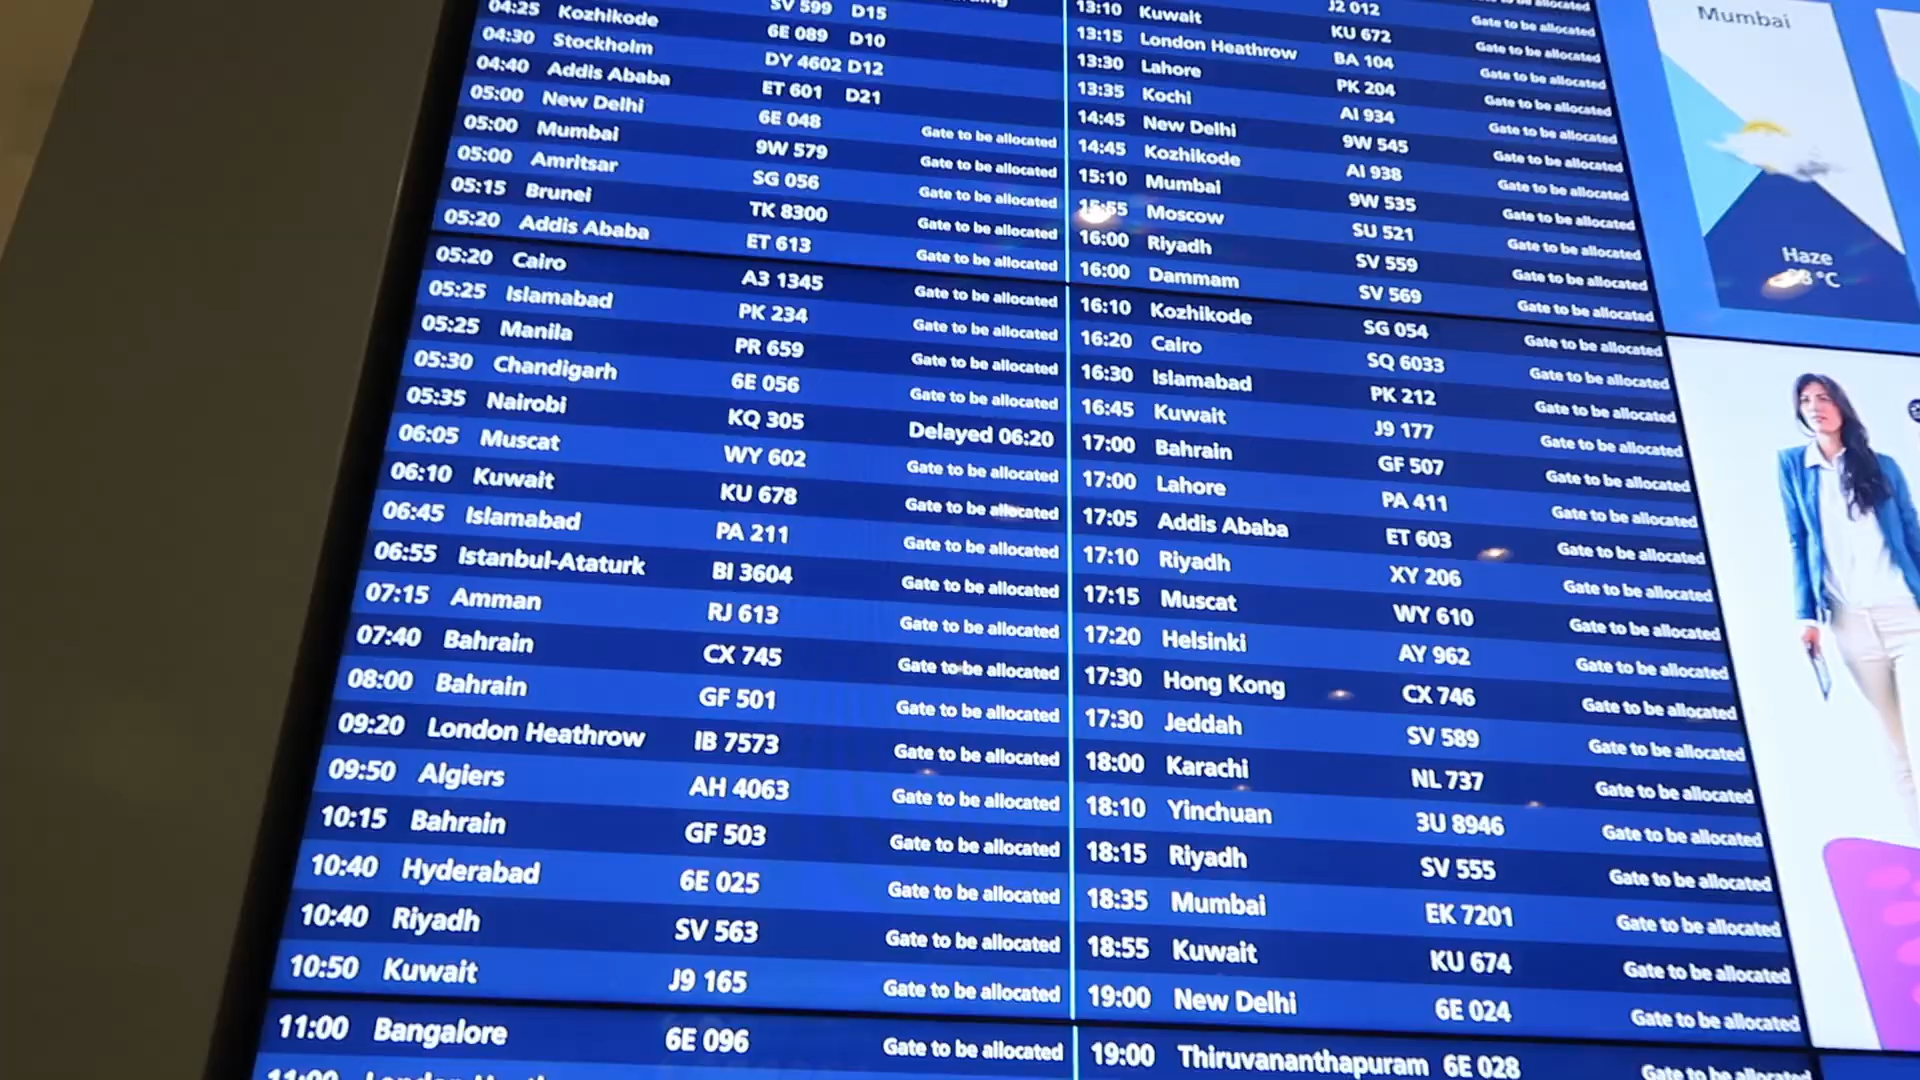 04:25 Kozhikode SV 599 D15
04:30 Stockholm 6E 089 D10
04:40 Addis Ababa DY 4602 D12
05:00 New Delhi ET 601 D21
05:00 Mumbai 6E 048 Gate to be allocated
05:00 Amritsar 9W 579 Gate to be allocated
05:15 Brunei SG 056 Gate to be allocated
05:20 Addis Ababa TK 8300 Gate to be allocated
ET 613 Gate to be allocated
05:20 Cairo A3 1345 Gate to be allocated
05:25 Islamabad PK 234 Gate to be allocated
05:25 Manila PR 659 Gate to be allocated
05:30 Chandigarh 6E 056 Gate to be allocated
05:35 Nairobi KQ 305 Delayed 06:20
06:05 Muscat WY 602 Gate to be allocated
06:10 Kuwait KU 678 Gate to be allocated
06:45 Islamabad PA 211 Gate to be allocated
06:55 Istanbul-Ataturk BI 3604 Gate to be allocated
07:15 Amman RJ 613 Gate to be allocated
07:40 Bahrain CX 745 Gate to be allocated
08:00 Bahrain GF 501 Gate to be allocated
09:20 London Heathrow IB 7573 Gate to be allocated
09:50 Algiers AH 4063 Gate to be allocated
10:15 Bahrain GF 503 Gate to be allocated
10:40 Hyderabad 6E 025 Gate to be allocated
10:40 Riyadh SV 563 Gate to be allocated
10:50 Kuwait J9 165 Gate to be allocated
11:00 Bangalore 6E 096 Gate to be allocated
13:10 Kuwait J2 012 Gate to be allocated
13:15 London Heathrow KU 672 Gate to be allocated
13:30 Lahore BA 104 Gate to be allocated
13:35 Kochi PK 204 Gate to be allocated
14:45 New Delhi AI 934 Gate to be allocated
14:45 Kozhikode 9W 545 Gate to be allocated
15:10 Mumbai AI 938 Gate to be allocated
Moscow 9W 535 Gate to be allocated
16:00 Riyadh SU 521 Gate to be allocated
16:00 Dammam SV 559 Gate to be allocated
SV 569 Gate to be allocated
16:10 Kozhikode SG 054 Gate to be allocated
16:20 Cairo SQ 6033 Gate to be allocated
16:30 Islamabad PK 212 Gate to be allocated
16:45 Kuwait J9 177 Gate to be allocated
17:00 Bahrain GF 507 Gate to be allocated
17:00 Lahore PA 411 Gate to be allocated
17:05 Addis Ababa ET 603 Gate to be allocated
17:10 Riyadh XY 206 Gate to be allocated
17:15 Muscat WY 610 Gate to be allocated
17:20 Helsinki AY 962 Gate to be allocated
17:30 Hong Kong CX 746 Gate to be allocated
17:30 Jeddah SV 589 Gate to be allocated
18:00 Karachi NL 737 Gate to be allocated
18:10 Yinchuan 3U 8946 Gate to be allocated
18:15 Riyadh SV 555 Gate to be allocated
18:35 Mumbai EK 7201 Gate to be allocated
18:55 Kuwait KU 674 Gate to be allocated
19:00 New Delhi 6E 024 Gate to be allocated
19:00 Thiruvananthapuram 6E 028 Gate to be allocated
Mumbai
Haze
°C